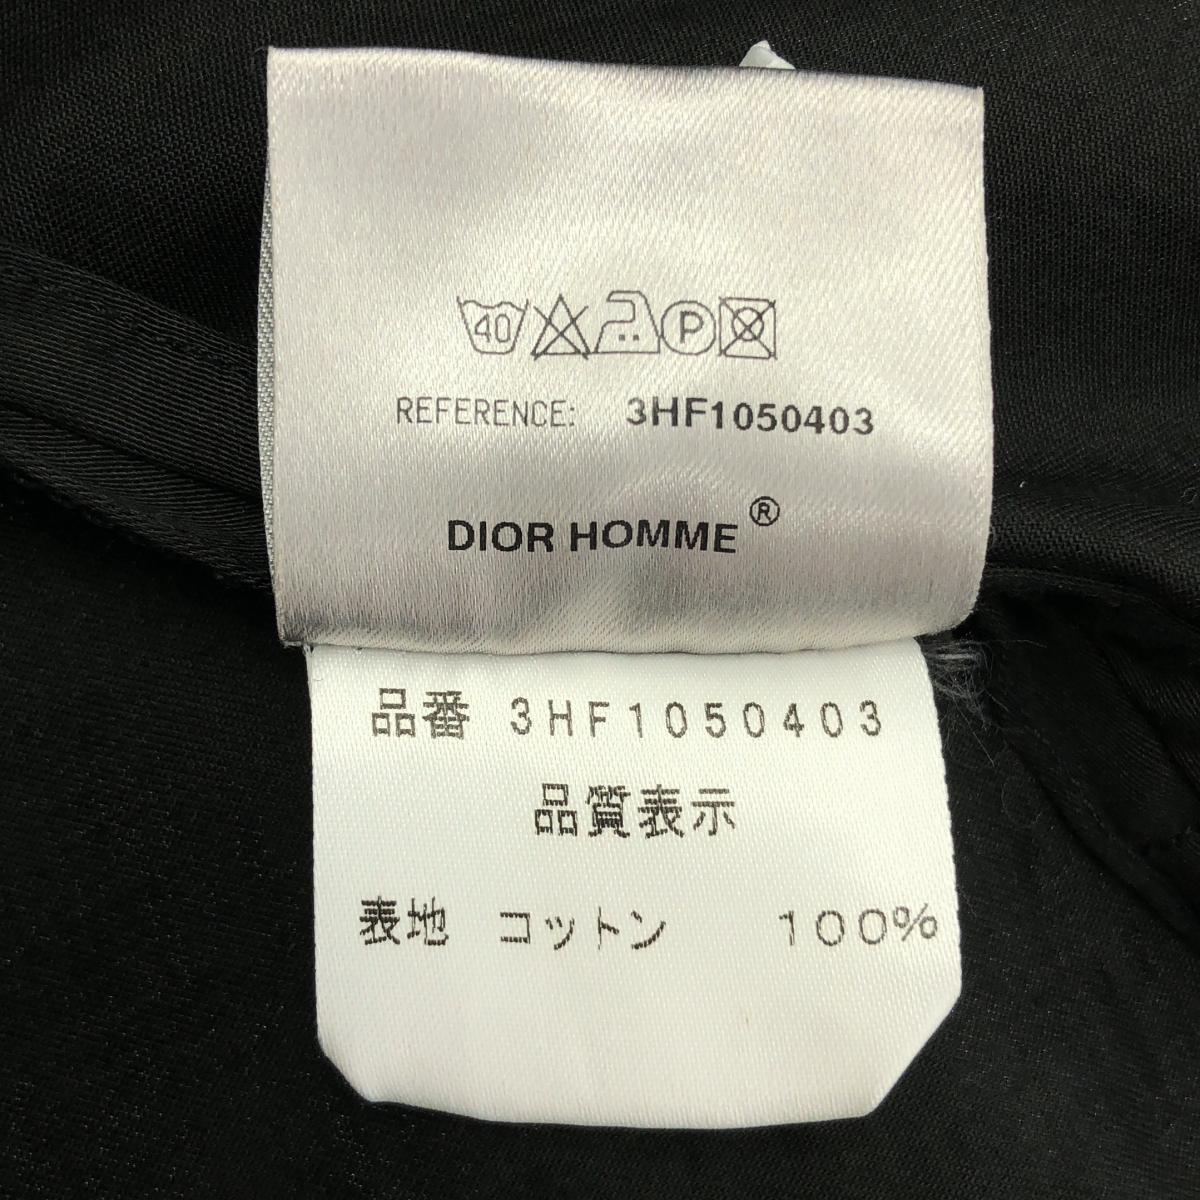 40 P
REFERENCE: 3HF1050403
DIOR HOMME®
品番 3HF1050403
品質表示
表地 コットン 100%